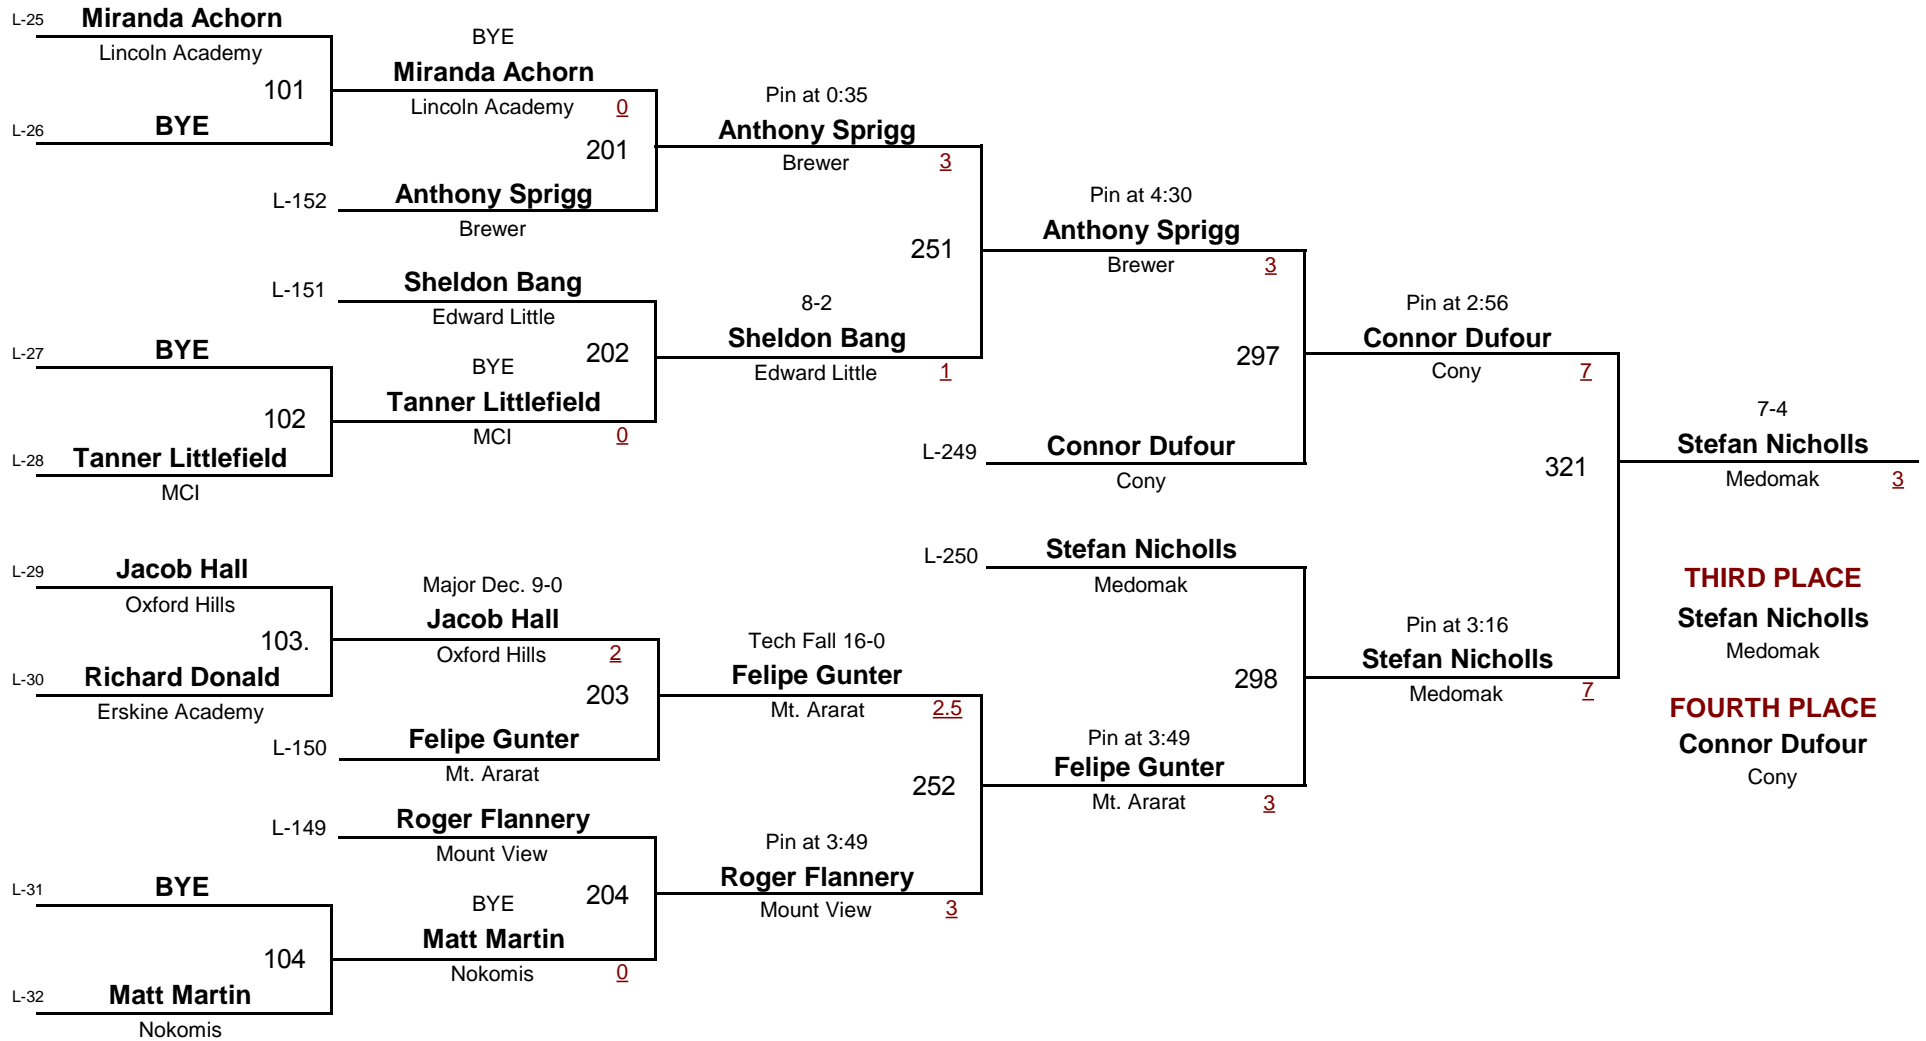 L-25 Miranda Achorn
Lincoln Academy
101
L-26 BYE
BYE
Miranda Achorn
Lincoln Academy 0
201
L-152 Anthony Sprigg
Brewer
Pin at 0:35
Anthony Sprigg
Brewer 3
L-151 Sheldon Bang
Edward Little
202
L-27 BYE
102
L-28 Tanner Littlefield
MCI
BYE
Tanner Littlefield
MCI 0
8-2
Sheldon Bang
Edward Little 1
251
Pin at 4:30
Anthony Sprigg
Brewer 3
297
L-249 Connor Dufour
Cony
Pin at 2:56
Connor Dufour
Cony 7
321
L-29 Jacob Hall
Oxford Hills
103.
L-30 Richard Donald
Erskine Academy
Major Dec. 9-0
Jacob Hall
Oxford Hills 2
203
L-150 Felipe Gunter
Mt. Ararat
Tech Fall 16-0
Felipe Gunter
Mt. Ararat 2.5
252
L-149 Roger Flannery
Mount View
204
L-31 BYE
104
L-32 Matt Martin
Nokomis
BYE
Matt Martin
Nokomis 0
Pin at 3:49
Roger Flannery
Mount View 3
L-250 Stefan Nicholls
Medomak
298
Pin at 3:49
Felipe Gunter
Mt. Ararat 3
Pin at 3:16
Stefan Nicholls
Medomak 7
7-4
Stefan Nicholls
Medomak 3
THIRD PLACE
Stefan Nicholls
Medomak
FOURTH PLACE
Connor Dufour
Cony